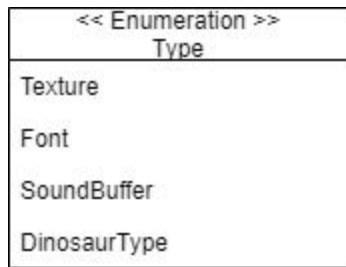 << Enumeration >>
Type
Texture
Font
SoundBuffer
DinosaurType